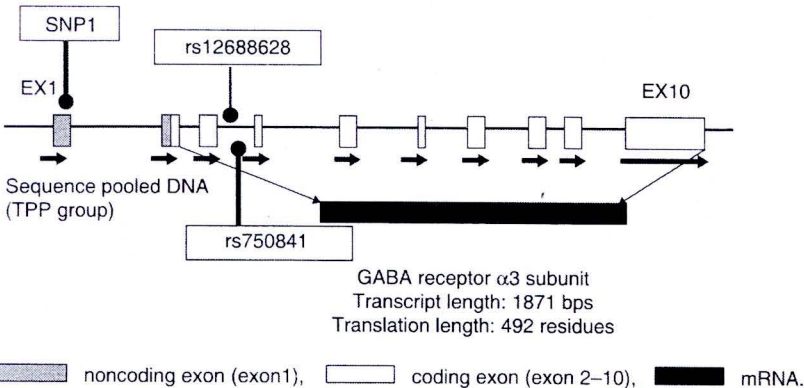 SNP1
rs12688628
EX1
EX10
Sequence pooled DNA
(TPP group)
rs750841
GABA receptor α3 subunit
Transcript length: 1871 bps
Translation length: 492 residues
noncoding exon (exon1), coding exon (exon 2–10), mRNA.